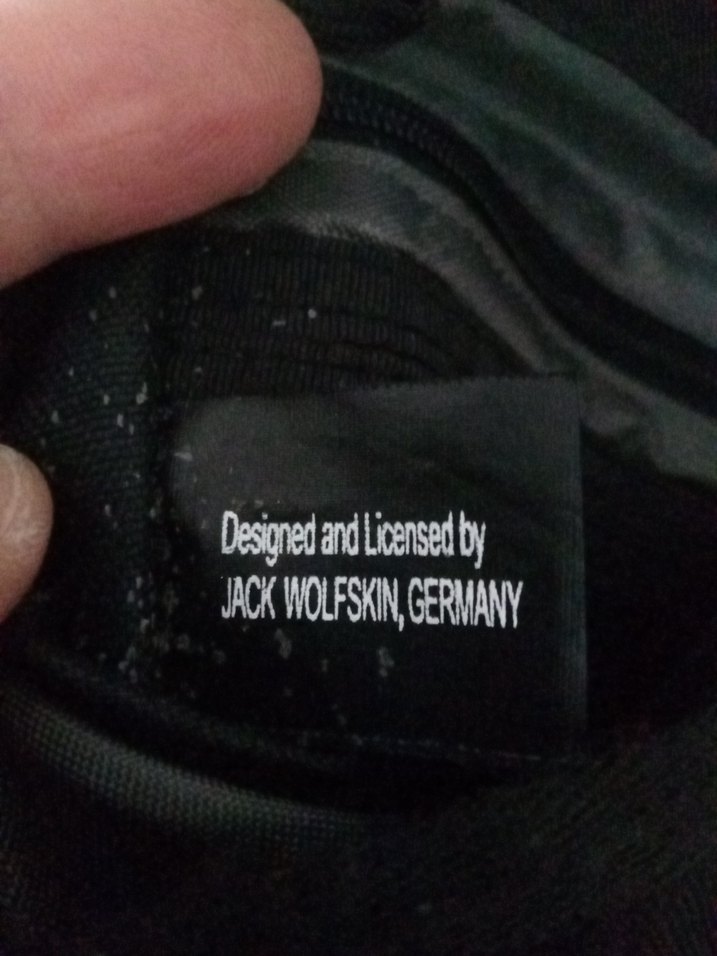 Designed and Licensed by
JACK WOLFSKIN, GERMANY